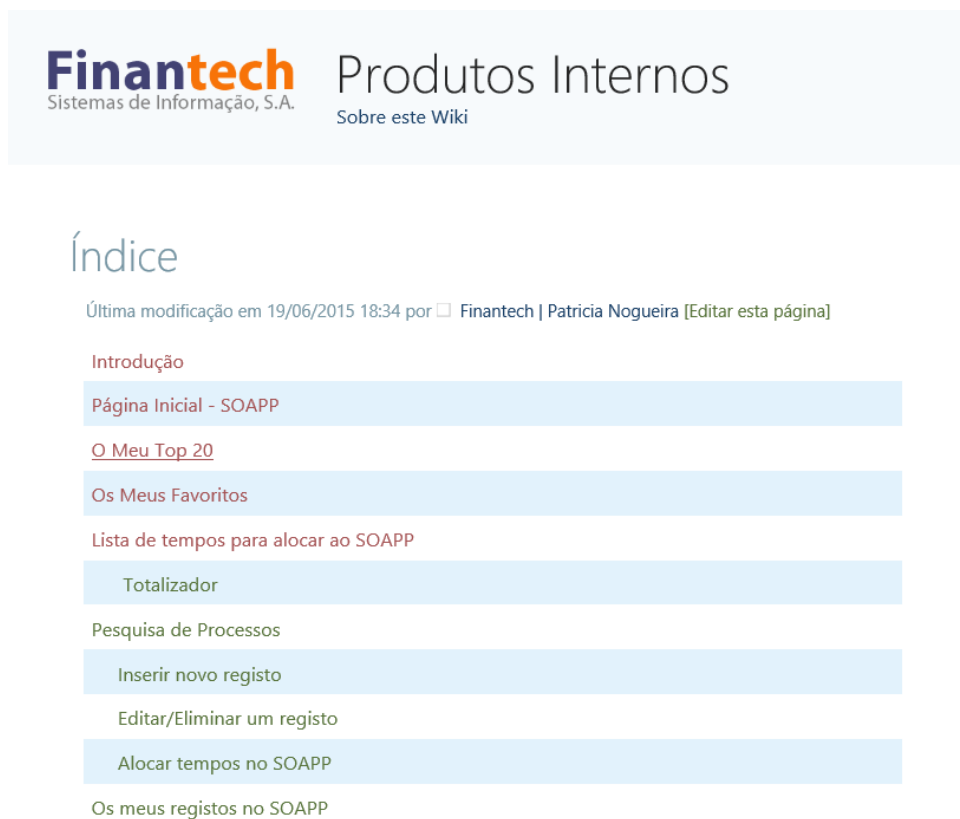 Finantech
Sistemas de Informação, S.A.
Produtos Internos
Sobre este Wiki
Índice
Última modificação em 19/06/2015 18:34 por Finantech | Patricia Nogueira [Editar esta página]
Introdução
Página Inicial - SOAPP
O Meu Top 20
Os Meus Favoritos
Lista de tempos para alocar ao SOAPP
Totalizador
Pesquisa de Processos
Inserir novo registo
Editar/Eliminar um registo
Alocar tempos no SOAPP
Os meus registos no SOAPP